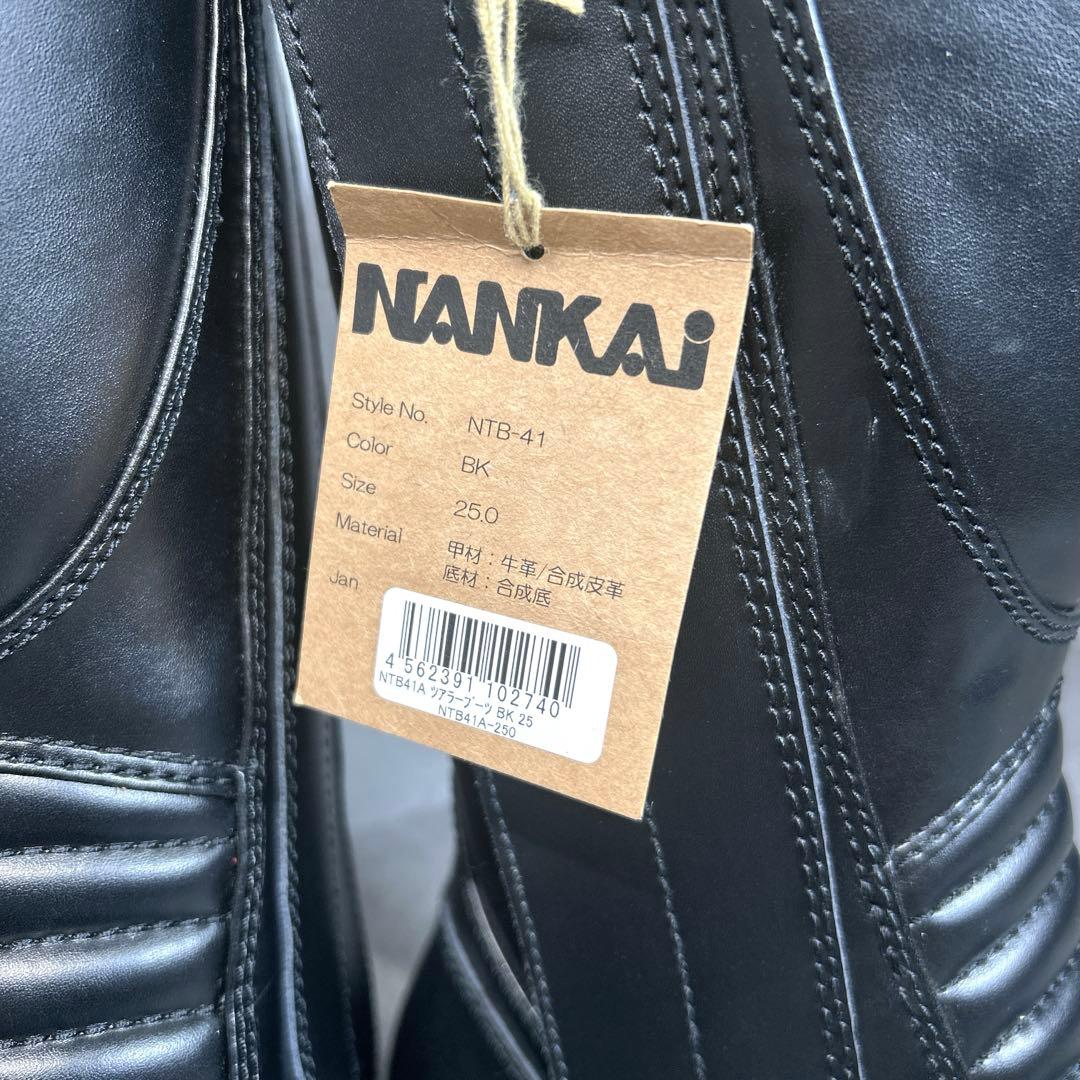 NANKAi
Style No. NTB-41
Color BK
Size 25.0
Material 甲材：牛革/合成皮革
底材：合成底
Jan
4 562391 102740
NTB41A ツアラーブーツ BK 25
NTB41A-250